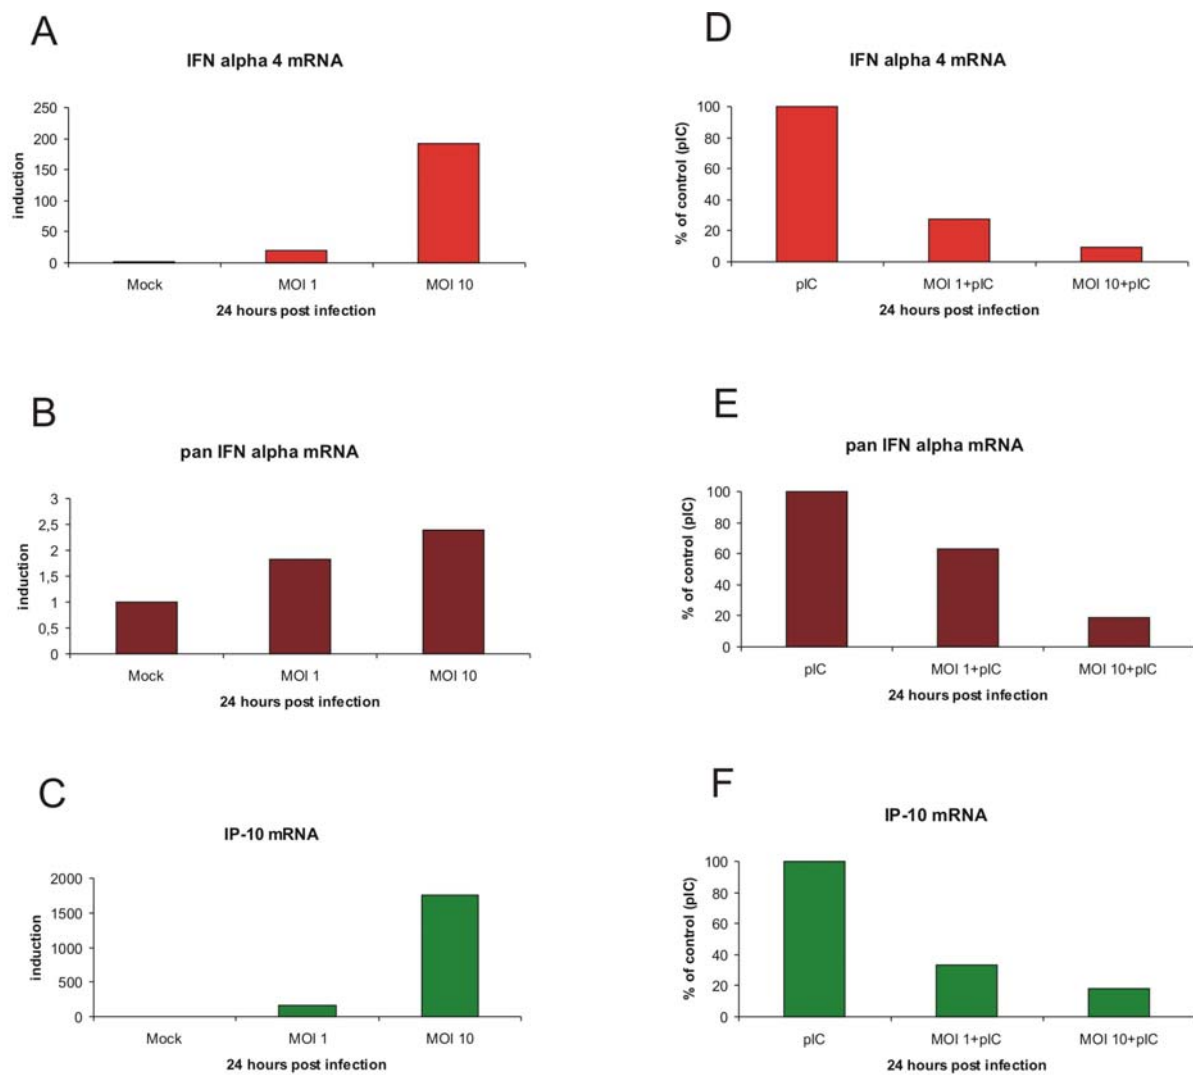 A
IFN alpha 4 mRNA
induction
250
200
150
100
50
0
Mock MOI 1 MOI 10
24 hours post infection
D
IFN alpha 4 mRNA
% of control (pIC)
100
80
60
40
20
0
pIC MOI 1+pIC MOI 10+pIC
24 hours post infection
B
pan IFN alpha mRNA
induction
3
2,5
2
1,5
1
0,5
0
Mock MOI 1 MOI 10
24 hours post infection
E
pan IFN alpha mRNA
% of control (pIC)
100
80
60
40
20
0
pIC MOI 1+pIC MOI 10+pIC
24 hours post infection
C
IP-10 mRNA
induction
2000
1500
1000
500
0
Mock MOI 1 MOI 10
24 hours post infection
F
IP-10 mRNA
% of control (pIC)
100
80
60
40
20
0
pIC MOI 1+pIC MOI 10+pIC
24 hours post infection